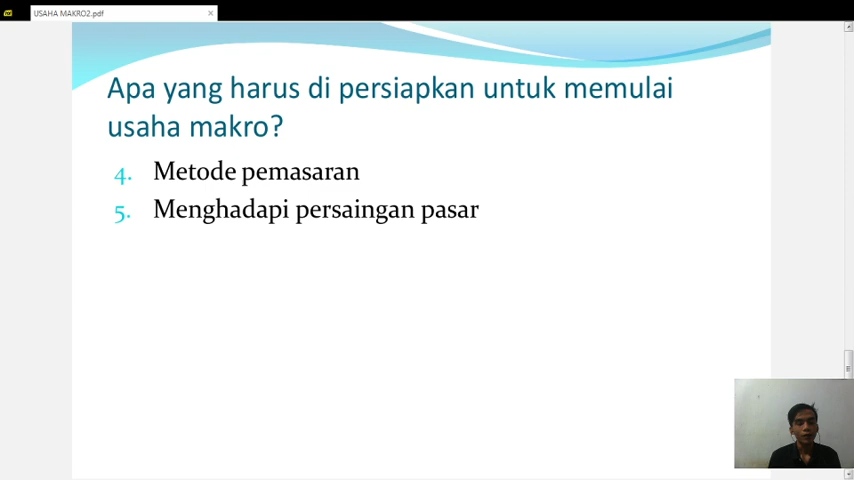 USAHA MAKRO2.pdf
Apa yang harus di persiapkan untuk memulai
usaha makro?
4. Metode pemasaran
5. Menghadapi persaingan pasar